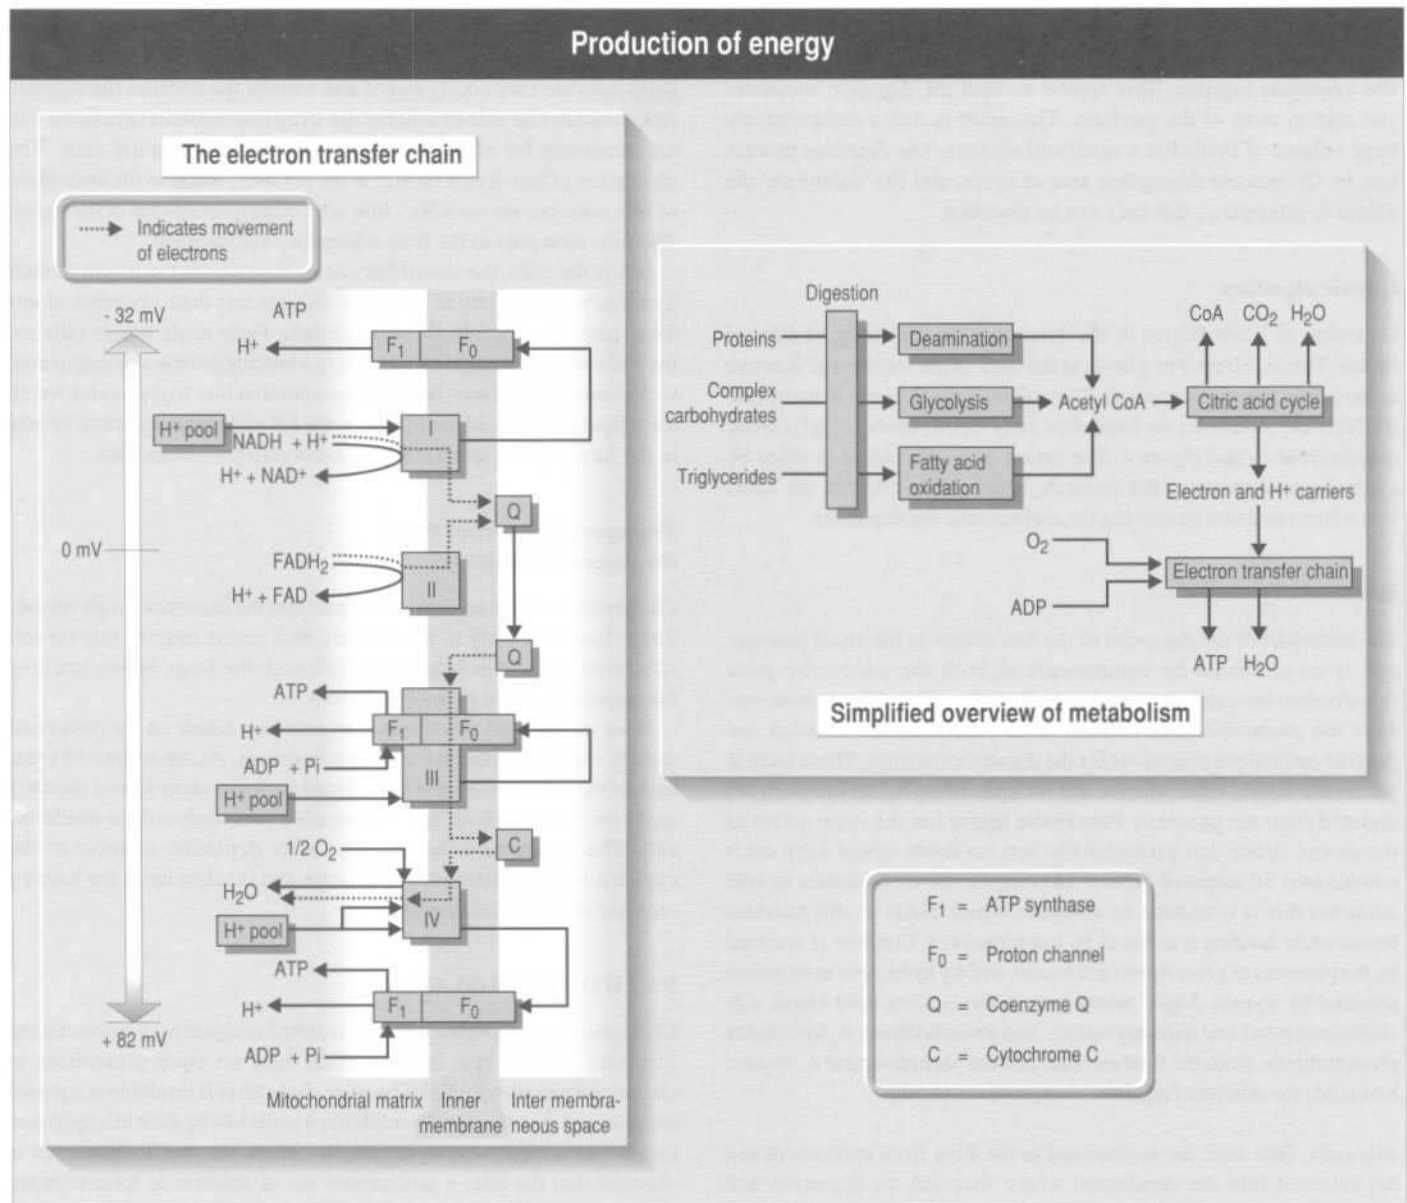 Production of energy
The electron transfer chain
Indicates movement
of electrons
- 32 mV
0 mV
+ 82 mV
ATP
H+
F1
F0
H+ pool
I
NADH + H+
H+ + NAD+
Q
FADH2
II
H+ + FAD
Q
ATP
H+
F1
F0
ADP + Pi
III
H+ pool
1/2 O2
C
H2O
IV
H+ pool
ATP
H+
F1
F0
ADP + Pi
Mitochondrial matrix
Inner
membrane
Inter membra-
neous space
Digestion
Proteins
Complex
carbohydrates
Triglycerides
Deamination
Glycolysis
Fatty acid
oxidation
Acetyl CoA
CoA CO2 H2O
Citric acid cycle
Electron and H+ carriers
O2
Electron transfer chain
ADP
ATP H2O
Simplified overview of metabolism
F1 = ATP synthase
F0 = Proton channel
Q = Coenzyme Q
C = Cytochrome C